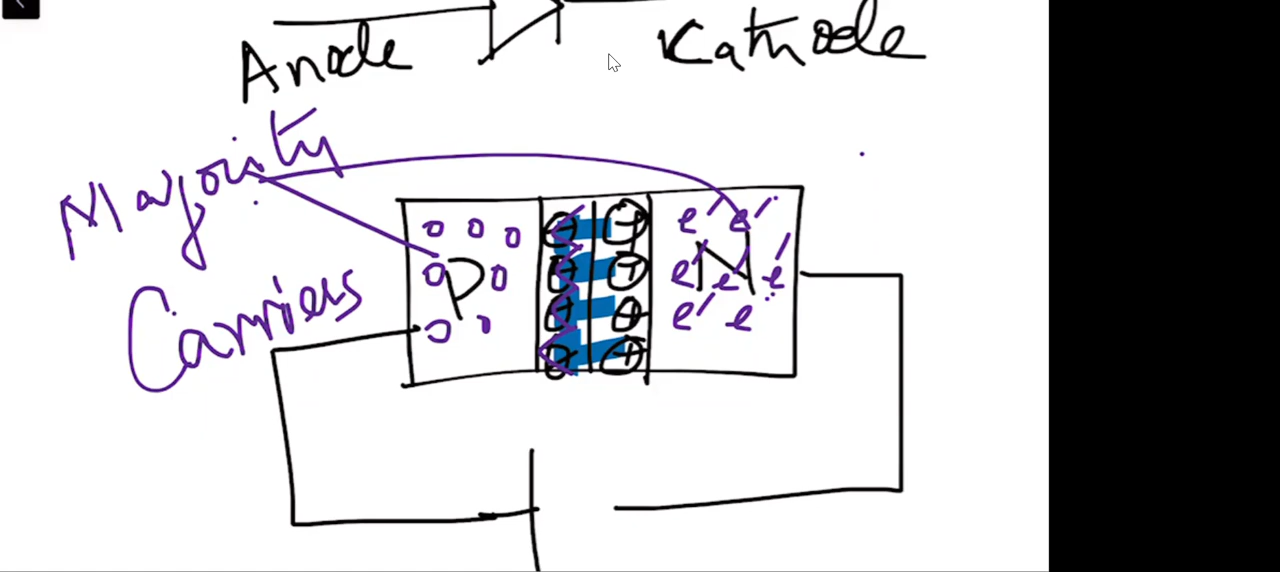 Anode Kathode
Majority
Carriers
P N
o o o e' e' 
o o e' e' e'
o o e' e
+ + + +